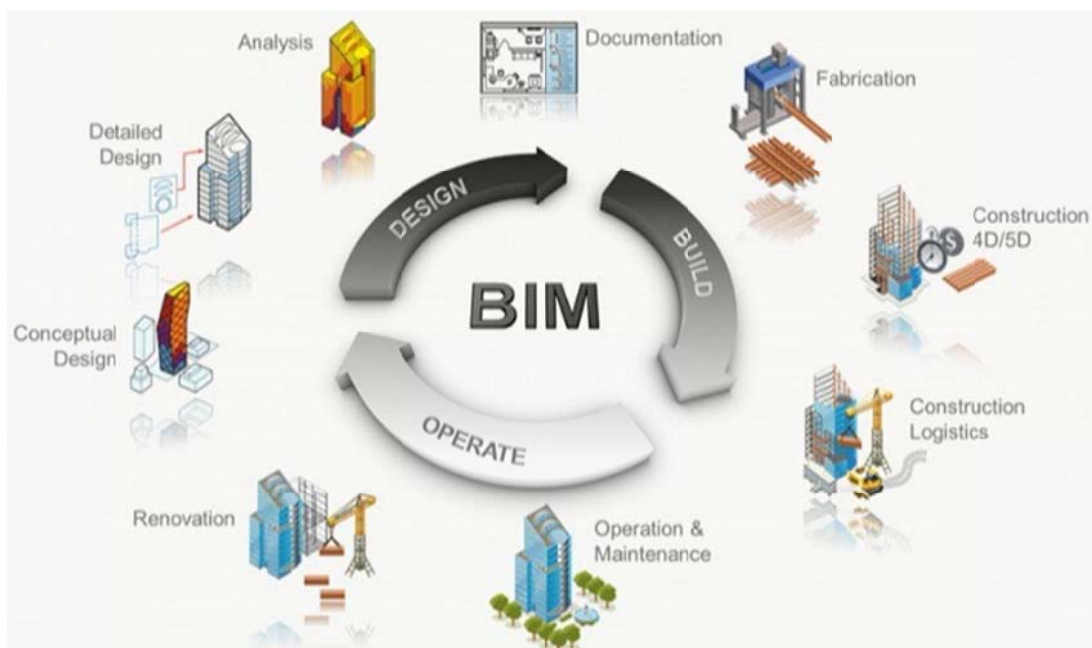 Analysis
Documentation
Fabrication
Detailed
Design
Construction
4D/5D
Conceptual
Design
Construction
Logistics
Renovation
Operation &
Maintenance
DESIGN
BUILD
OPERATE
BIM
$